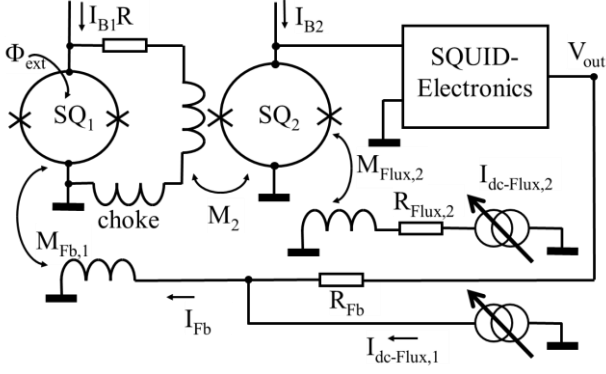 I_B1 R
I_B2
Φ_ext
SQUID-
Electronics
V_out
SQ_1
SQ_2
M_Flux,2
I_dc-Flux,2
choke
M_2
R_Flux,2
M_Fb,1
R_Fb
I_Fb
I_dc-Flux,1